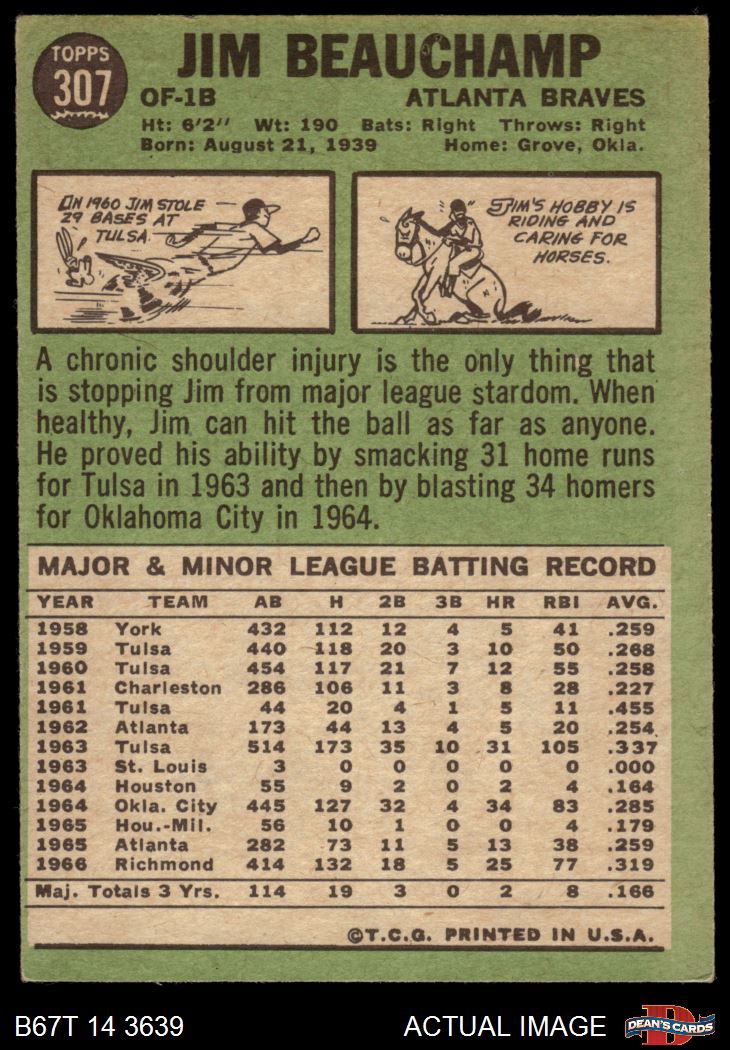 TOPPS
307
JIM BEAUCHAMP
OF-1B ATLANTA BRAVES
Ht: 6'2" Wt: 190 Bats: Right Throws: Right
Born: August 21, 1939 Home: Grove, Okla.
IN 1960 JIM STOLE
29 BASES AT
TULSA.
JIM'S HOBBY IS
RIDING AND
CARING FOR
HORSES.
A chronic shoulder injury is the only thing that
is stopping Jim from major league stardom. When
healthy, Jim can hit the ball as far as anyone.
He proved his ability by smacking 31 home runs
for Tulsa in 1963 and then by blasting 34 homers
for Oklahoma City in 1964.
MAJOR & MINOR LEAGUE BATTING RECORD
YEAR TEAM AB H 2B 3B HR RBI AVG.
1958 York 432 112 12 4 5 41 .259
1959 Tulsa 440 118 20 3 10 50 .268
1960 Tulsa 454 117 21 7 12 55 .258
1961 Charleston 286 106 11 3 8 28 .227
1961 Tulsa 44 20 4 1 5 11 .455
1962 Atlanta 173 44 13 4 5 20 .254
1963 Tulsa 514 173 35 10 31 105 .337
1963 St. Louis 3 0 0 0 0 0 .000
1964 Houston 55 9 2 0 2 4 .164
1964 Okla. City 445 127 32 4 34 83 .285
1965 Hou.-Mil. 56 10 1 0 0 4 .179
1965 Atlanta 282 73 11 5 13 38 .259
1966 Richmond 414 132 18 5 25 77 .319
Maj. Totals 3 Yrs. 114 19 3 0 2 8 .166
©T.C.G. PRINTED IN U.S.A.
B67T 14 3639 ACTUAL IMAGE
D
DEAN'S CARDS